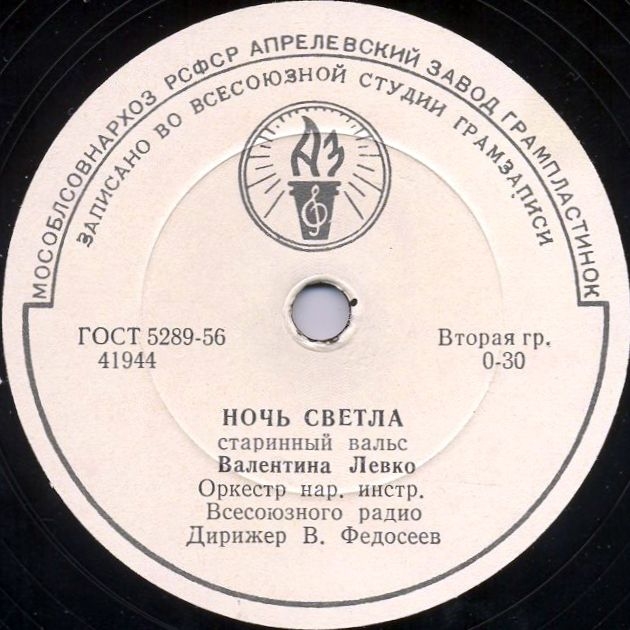 МОСОБЛСОВНАРХОЗ РСФСР АПРЕЛЕВСКИЙ ЗАВОД ГРАМПЛАСТИНОК
ЗАПИСАНО ВО ВСЕСОЮЗНОЙ СТУДИИ ГРАМЗАПИСИ
АЗ
ГОСТ 5289-56
41944
Вторая гр.
0-30
НОЧЬ СВЕТЛА
старинный вальс
Валентина Левко
Оркестр нар. инстр.
Всесоюзного радио
Дирижер В. Федосеев